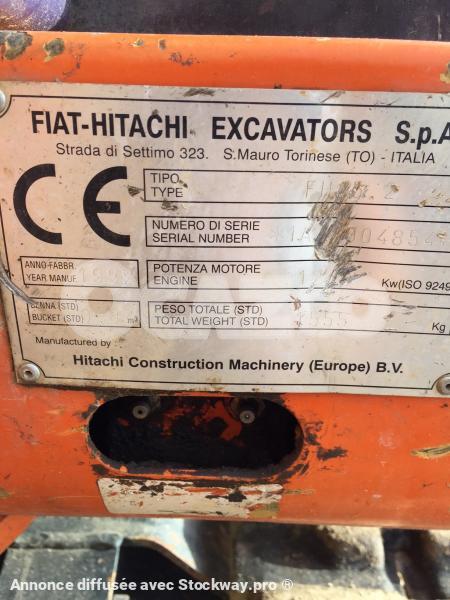 FIAT-HITACHI EXCAVATORS S.p.A
Strada di Settimo 323. S.Mauro Torinese (TO) - ITALIA
CE
TIPO
TYPE
NUMERO DI SERIE
SERIAL NUMBER
ANNO FABBR.
YEAR MANUF.
POTENZA MOTORE
ENGINE
Kw(ISO 9249
BENNA (STD)
BUCKET (STD)
m³
PESO TOTALE (STD)
TOTAL WEIGHT (STD)
Kg
Manufactured by
Hitachi Construction Machinery (Europe) B.V.
Annonce diffusée avec Stockway.pro ®